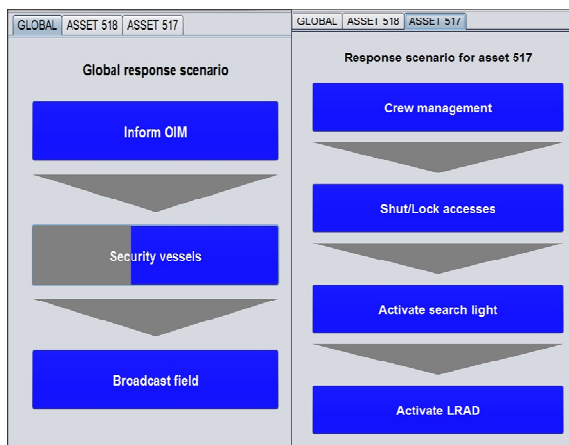 GLOBAL ASSET 518 ASSET 517
Global response scenario
Inform OIM
Security vessels
Broadcast field
GLOBAL ASSET 518 ASSET 517
Response scenario for asset 517
Crew management
Shut/Lock accesses
Activate search light
Activate LRAD